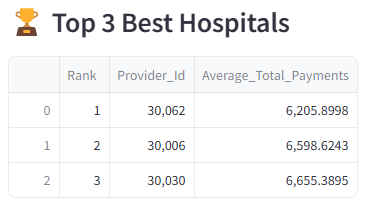 Top 3 Best Hospitals
Rank Provider_Id Average_Total_Payments
0 1 30,062 6,205.8998
1 2 30,006 6,598.6243
2 3 30,030 6,655.3895